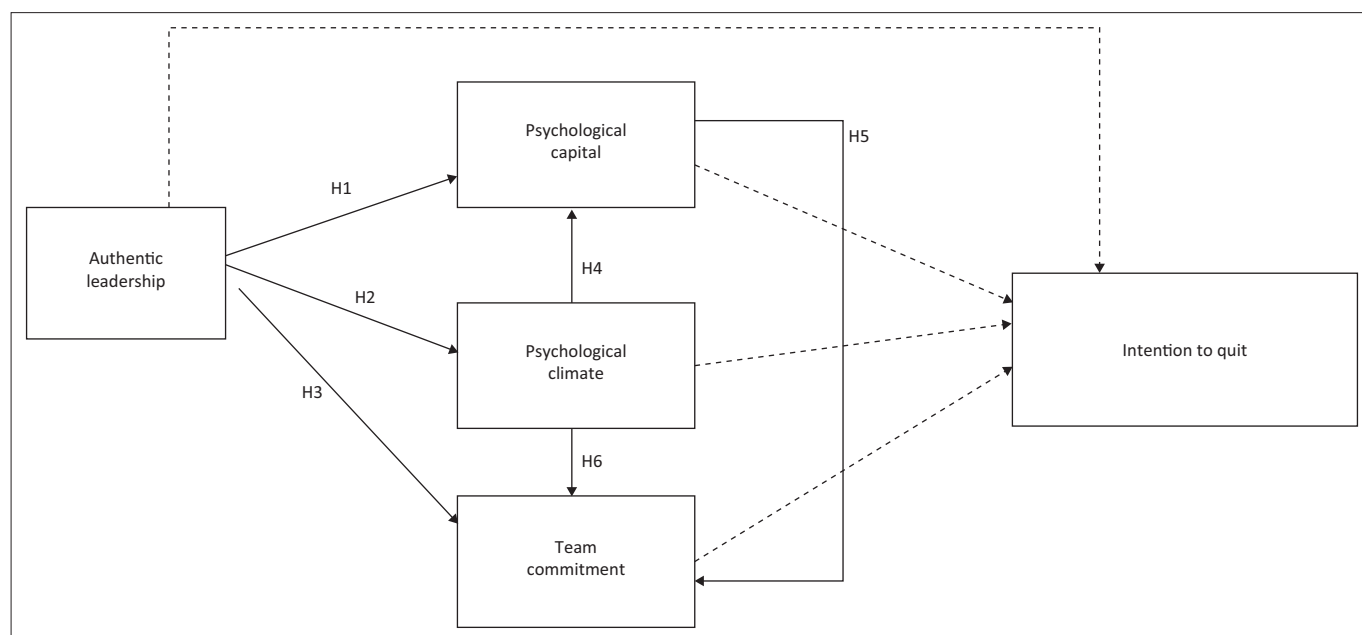 Psychological
capital
H5
H1
Authentic
leadership
H4
H2
Psychological
climate
Intention to quit
H3
H6
Team
commitment